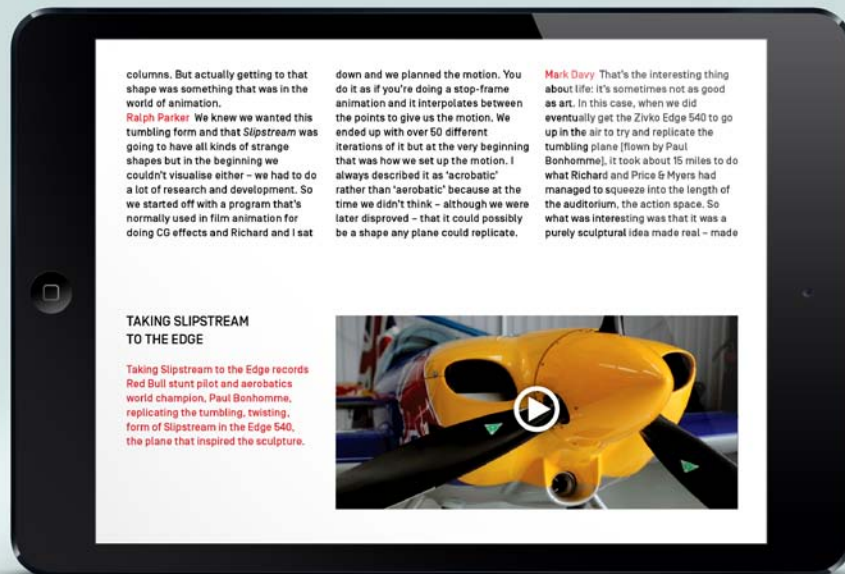 columns. But actually getting to that
shape was something that was in the
world of animation.
Ralph Parker We knew we wanted this
tumbling form and that Slipstream was
going to have all kinds of strange
shapes but in the beginning we
couldn't visualise either – we had to do
a lot of research and development. So
we started off with a program that's
normally used in film animation for
doing CG effects and Richard and I sat
down and we planned the motion. You
do it as if you're doing a stop-frame
animation and it interpolates between
the points to give us the motion. We
ended up with over 50 different
iterations of it but at the very beginning
that was how we set up the motion. I
always described it as 'acrobatic'
rather than 'aerobatic' because at the
time we didn't think – although we were
later disproved – that it could possibly
be a shape any plane could replicate.
Mark Davy That's the interesting thing
about life: it's sometimes not as good
as art. In this case, when we did
eventually get the Zivko Edge 540 to go
up in the air to try and replicate the
tumbling plane [flown by Paul
Bonhomme], it took about 15 miles to do
what Richard and Price & Myers had
managed to squeeze into the length of
the auditorium, the action space. So
what was interesting was that it was a
purely sculptural idea made real – made
TAKING SLIPSTREAM
TO THE EDGE
Taking Slipstream to the Edge records
Red Bull stunt pilot and aerobatics
world champion, Paul Bonhomme,
replicating the tumbling, twisting,
form of Slipstream in the Edge 540,
the plane that inspired the sculpture.